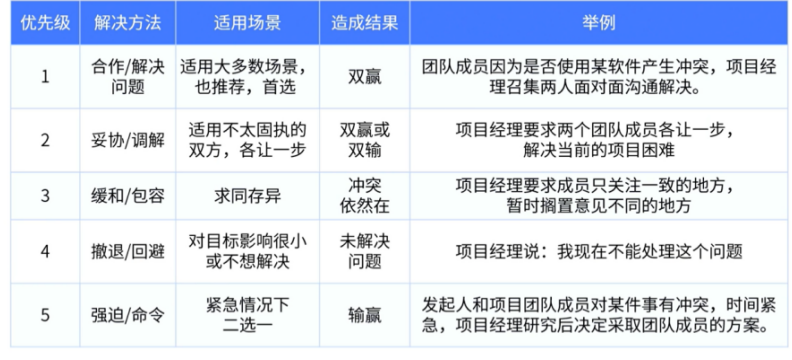 优先级 解决方法 适用场景 造成结果 举例
1 合作/解决问题 适用大多数场景，也推荐，首选 双赢 团队成员因为是否使用某软件产生冲突，项目经理召集两人面对面沟通解决。
2 妥协/调解 适用不太固执的双方，各让一步 双赢或双输 项目经理要求两个团队成员各让一步，解决当前的项目困难
3 缓和/包容 求同存异 冲突依然在 项目经理要求成员只关注一致的地方，暂时搁置意见不同的地方
4 撤退/回避 对目标影响很小或不想解决 未解决问题 项目经理说：我现在不能处理这个问题
5 强迫/命令 紧急情况下二选一 输赢 发起人和项目团队成员对某件事有冲突，时间紧急，项目经理研究后决定采取团队成员的方案。